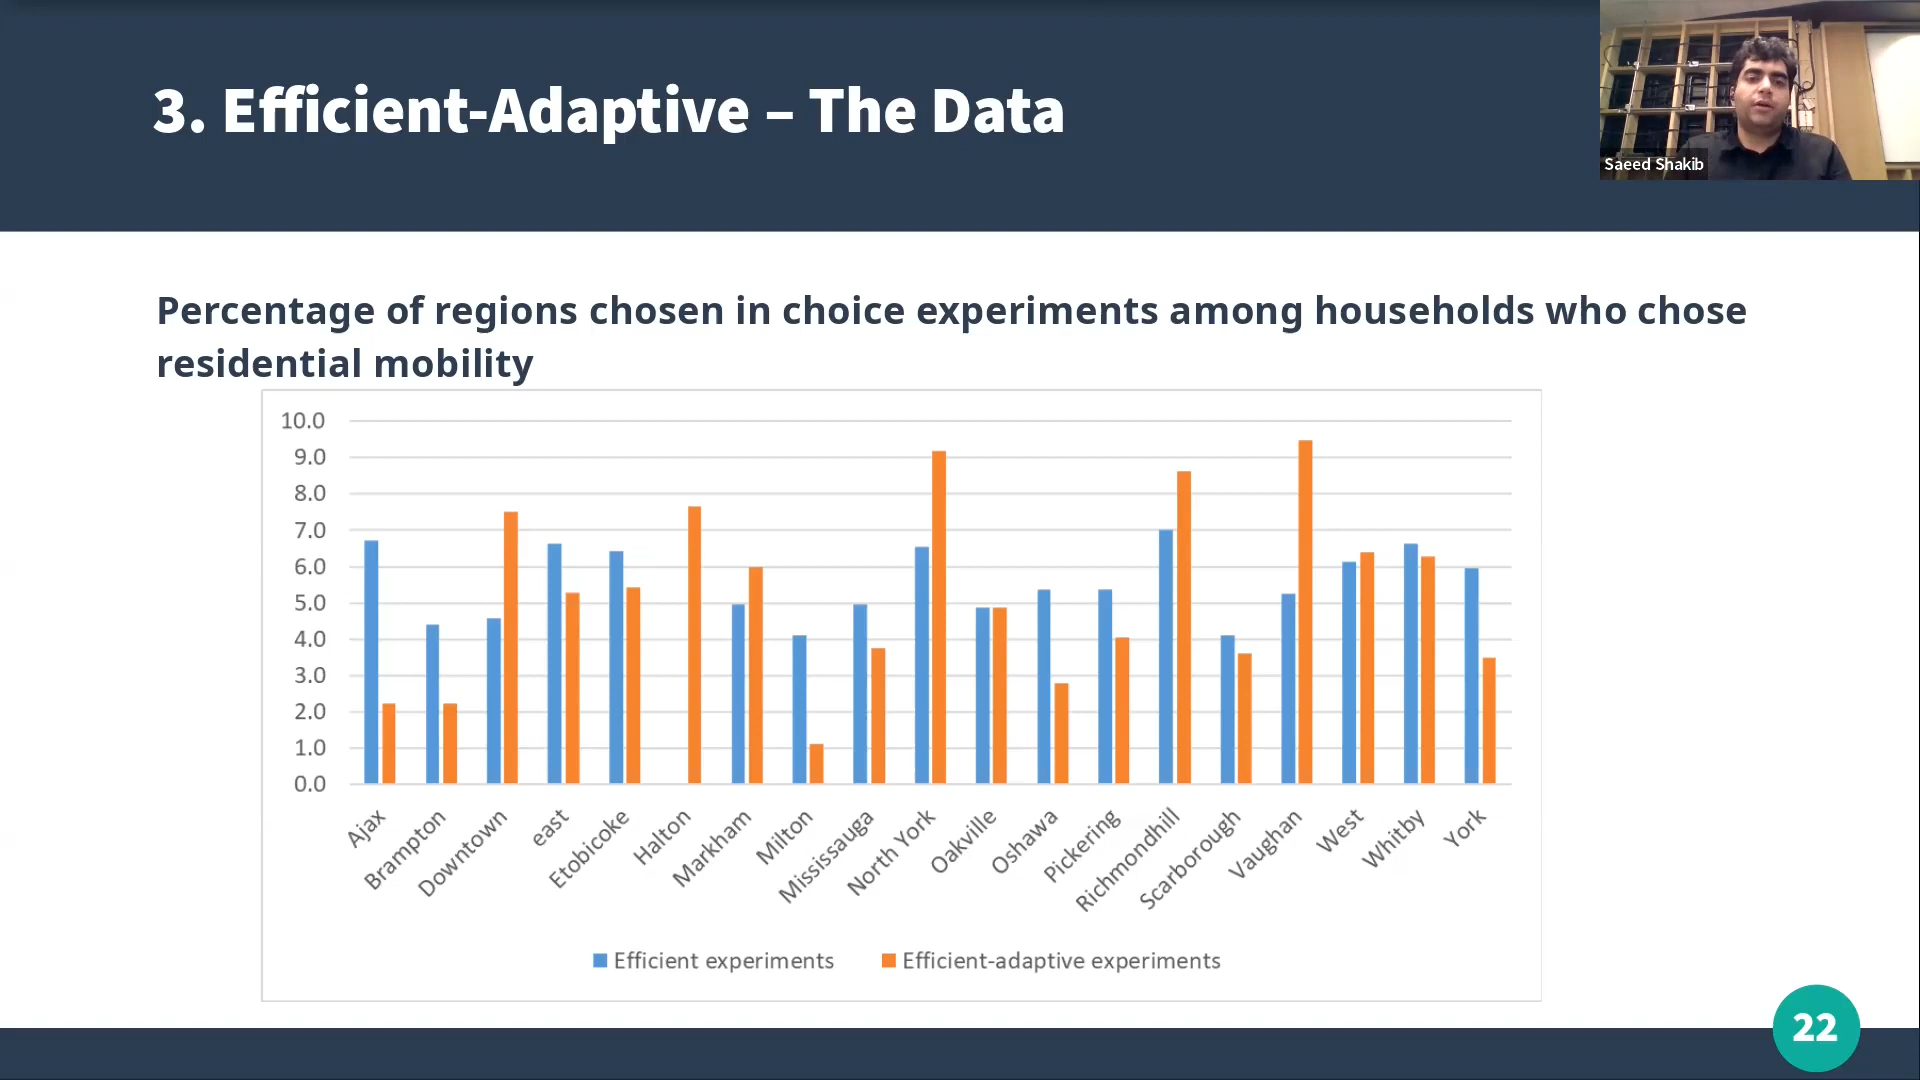 3. Efficient-Adaptive – The Data
Saeed Shakib
Percentage of regions chosen in choice experiments among households who chose
residential mobility
10.0
9.0
8.0
7.0
6.0
5.0
4.0
3.0
2.0
1.0
0.0
Ajax
Brampton
Downtown
east
Etobicoke
Halton
Markham
Milton
Mississauga
North York
Oakville
Oshawa
Pickering
Richmondhill
Scarborough
Vaughan
West
Whitby
York
Efficient experiments
Efficient-adaptive experiments
22